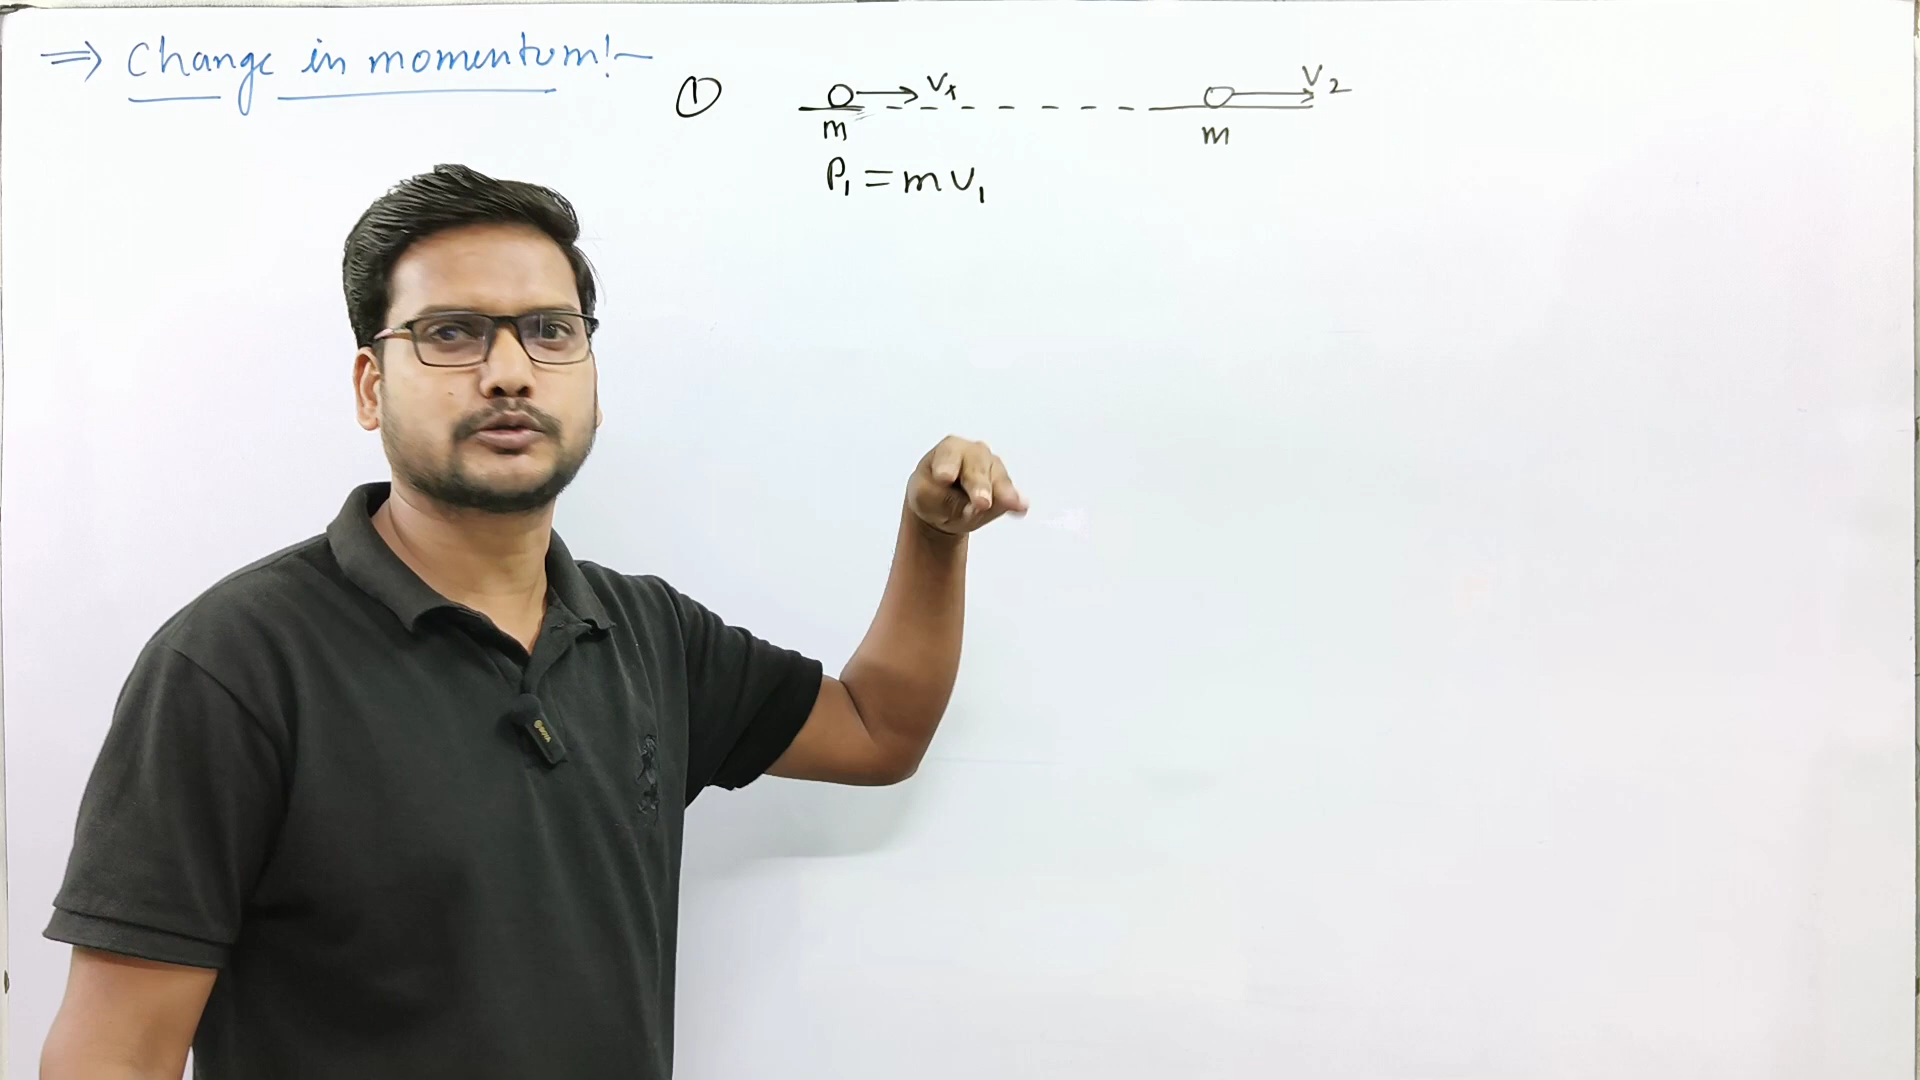 ⇒ Change in momentum!~
① V₁ V₂
m m
P₁ = m v₁